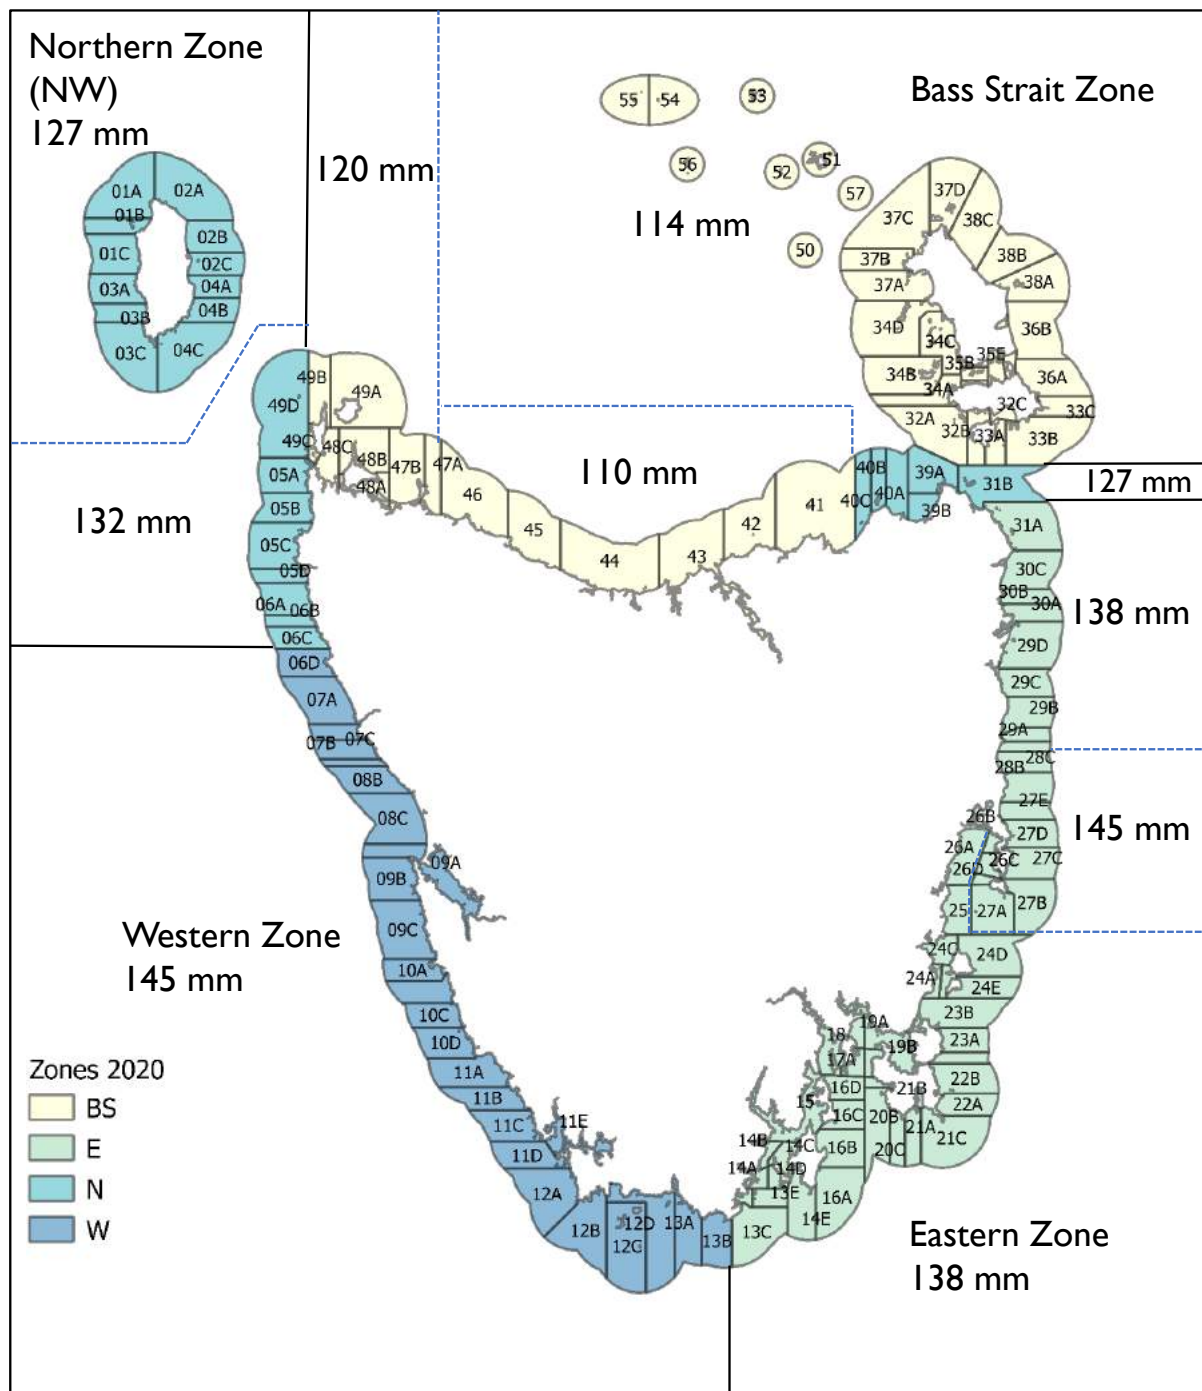 Northern Zone
(NW)
127 mm
120 mm
Bass Strait Zone
114 mm
55
54
53
56
52
51
57
50
37D
37C
38C
38B
37B
37A
38A
34D
34C
36B
35E
35B
34B
34A
36A
32C
33C
32A
32B
33A
33B
01A
02A
01B
01C
02B
02C
03A
04A
03B
04B
03C
04C
49B
49A
49D
49C
48C
48B
48A
47B
47A
46
110 mm
45
44
43
42
41
40B
40C
40A
39A
39B
31B
127 mm
132 mm
05A
05B
05C
05D
06A
06B
06C
06D
07A
07B
07C
08B
08C
09A
09B
09C
10A
10C
10D
11A
11B
11C
11E
11D
12A
12B
12D
12C
13A
13B
31A
30C
30B
30A
138 mm
29D
29C
29B
29A
28C
28B
27E
26B
27D
145 mm
26A
26C
27C
26D
25
27A
27B
24C
24D
24A
24E
23B
19A
18
19B
23A
17A
16D
21B
22B
15
22A
16C
20B
21A
14B
14C
16B
20C
21C
14A
14D
13E
16A
13C
14E
Western Zone
145 mm
Eastern Zone
138 mm
Zones 2020
BS
E
N
W